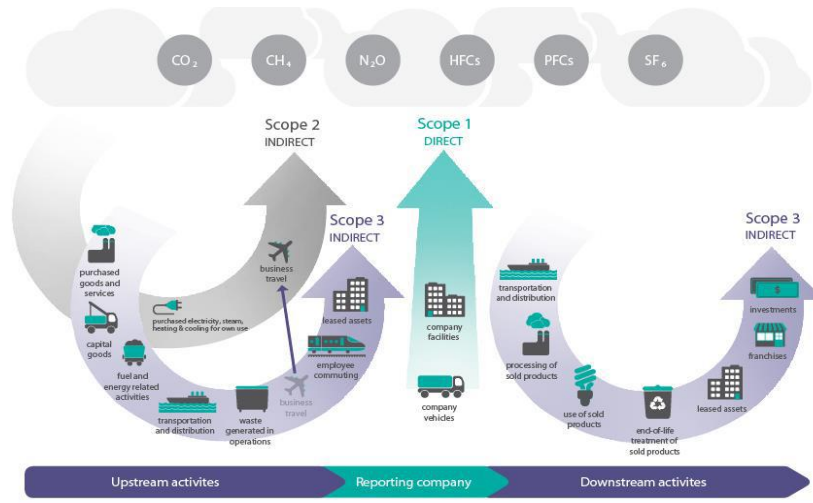 CO₂
CH₄
N₂O
HFCs
PFCs
SF₆
Scope 2
INDIRECT
Scope 1
DIRECT
Scope 3
INDIRECT
Scope 3
INDIRECT
purchased
goods and
services
capital
goods
fuel and
energy related
activities
transportation
and distribution
waste
generated in
operations
business
travel
purchased electricity, steam,
heating & cooling for own use
business
travel
employee
commuting
leased assets
company
facilities
company
vehicles
transportation
and distribution
processing of
sold products
use of sold
products
end-of-life
treatment of
sold products
leased assets
franchises
$
investments
Upstream activites
Reporting company
Downstream activites